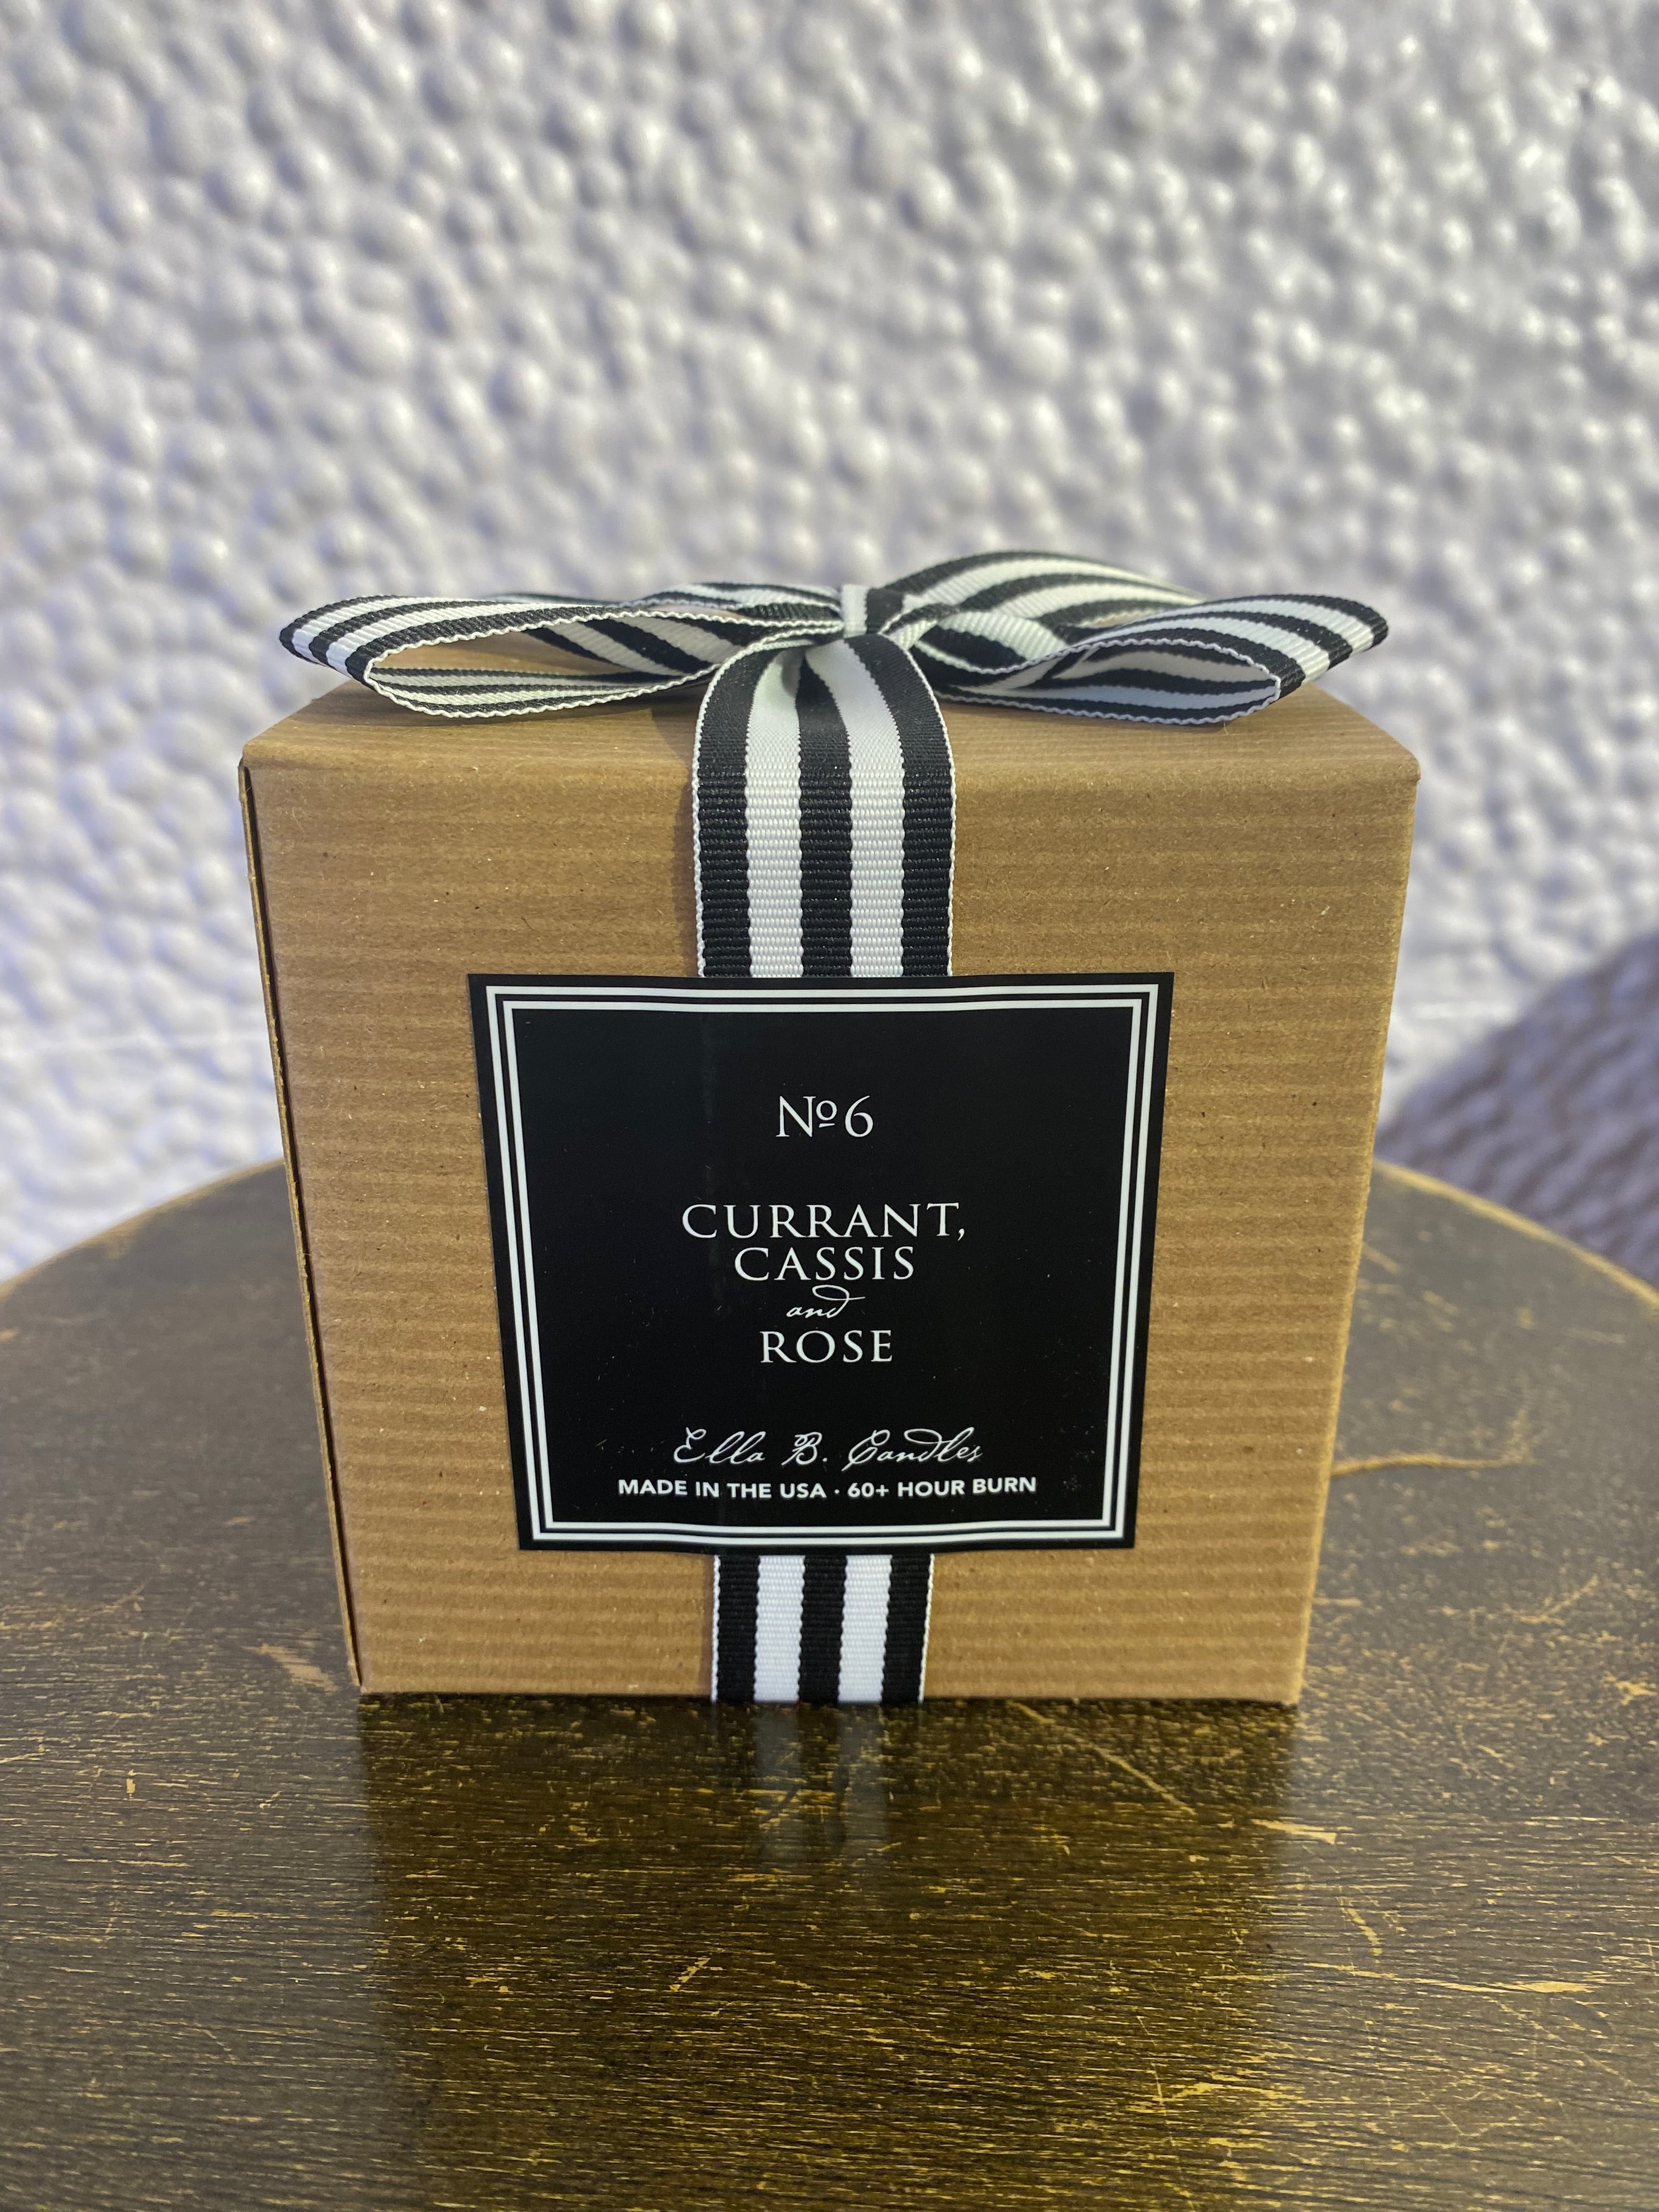 Nº6
CURRANT,
CASSIS
and
ROSE
Ella B. Candles
MADE IN THE USA · 60+ HOUR BURN